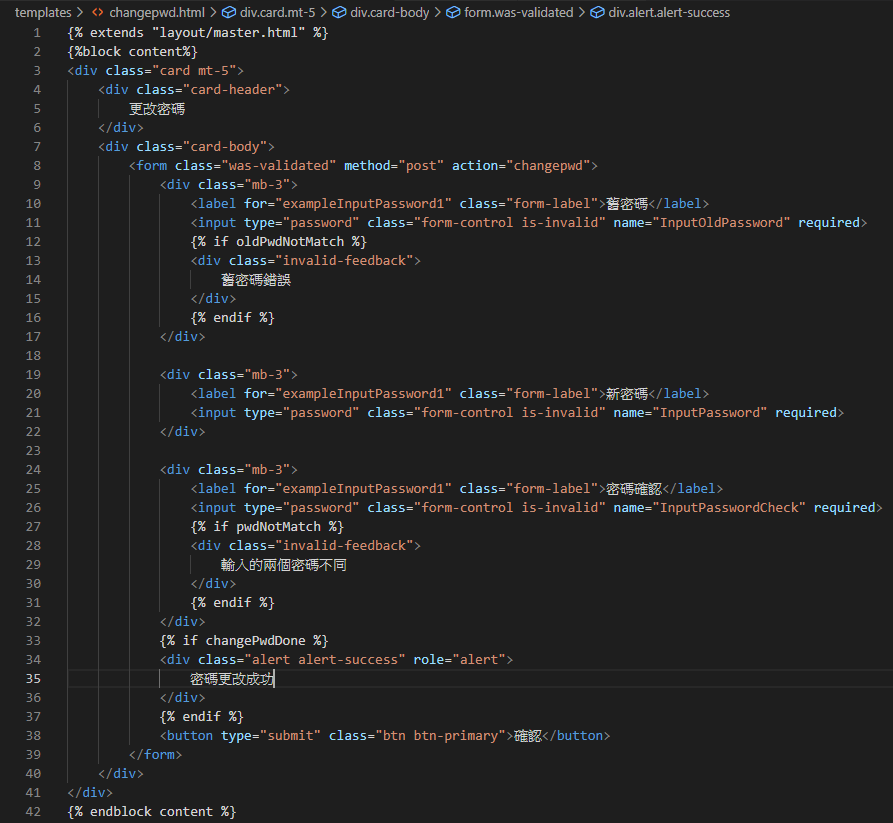 templates > changepwd.html > div.card.mt-5 > div.card-body > form.was-validated > div.alert.alert-success
1 {% extends "layout/master.html" %}
2 {%block content%}
3 <div class="card mt-5">
4     <div class="card-header">
5         更改密碼
6     </div>
7     <div class="card-body">
8         <form class="was-validated" method="post" action="changepwd">
9             <div class="mb-3">
10                 <label for="exampleInputPassword1" class="form-label">舊密碼</label>
11                 <input type="password" class="form-control is-invalid" name="InputOldPassword" required>
12                 {% if oldPwdNotMatch %}
13                 <div class="invalid-feedback">
14                     舊密碼錯誤
15                 </div>
16                 {% endif %}
17             </div>
18
19             <div class="mb-3">
20                 <label for="exampleInputPassword1" class="form-label">新密碼</label>
21                 <input type="password" class="form-control is-invalid" name="InputPassword" required>
22             </div>
23
24             <div class="mb-3">
25                 <label for="exampleInputPassword1" class="form-label">密碼確認</label>
26                 <input type="password" class="form-control is-invalid" name="InputPasswordCheck" required>
27                 {% if pwdNotMatch %}
28                 <div class="invalid-feedback">
29                     輸入的兩個密碼不同
30                 </div>
31                 {% endif %}
32             </div>
33             {% if changePwdDone %}
34             <div class="alert alert-success" role="alert">
35                 密碼更改成功
36             </div>
37             {% endif %}
38             <button type="submit" class="btn btn-primary">確認</button>
39         </form>
40     </div>
41 </div>
42 {% endblock content %}